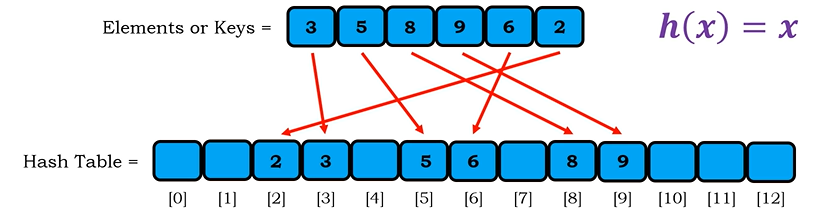 Elements or Keys = 3 5 8 9 6 2 h(x) = x
Hash Table = 2 3 5 6 8 9
[0] [1] [2] [3] [4] [5] [6] [7] [8] [9] [10] [11] [12]